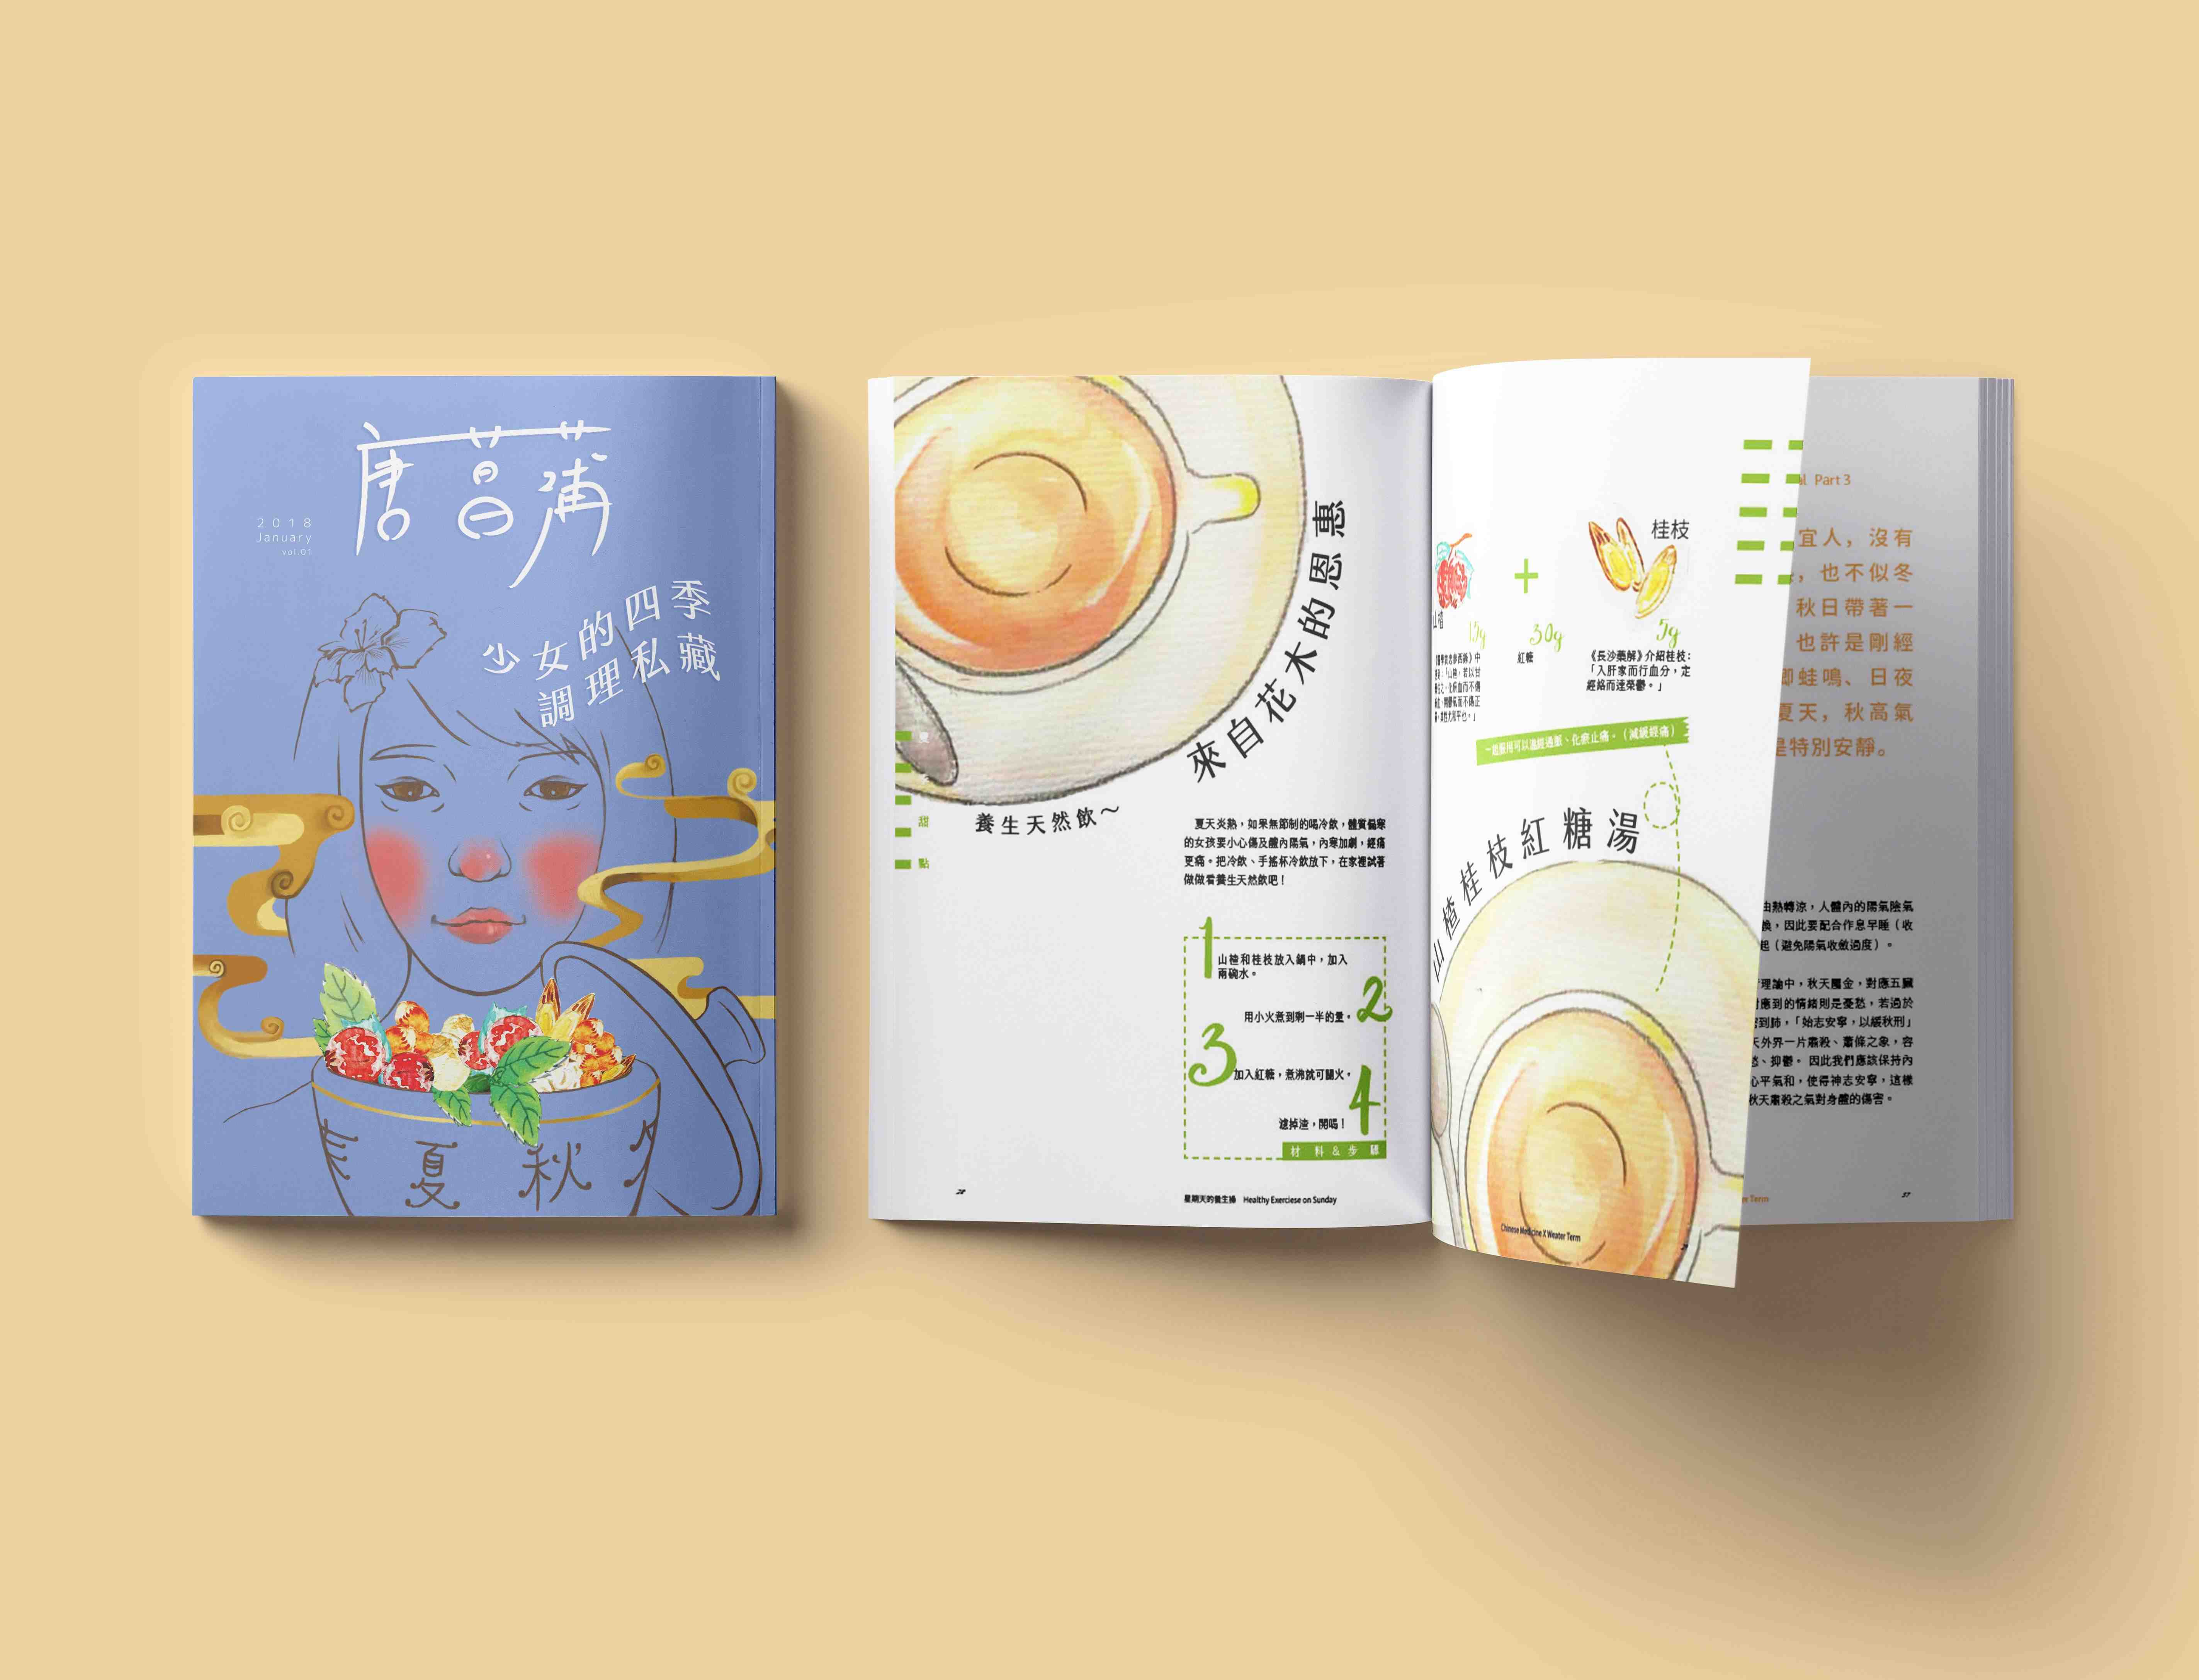 唐菖蒲
2018
January
vol.01
少女的四季
調理私藏
夏 秋
來自花木的恩惠
養生天然飲～
甜
點
夏天炎熱，如果無節制的喝冷飲，體質偏寒
的女孩要小心傷及體內陽氣，內寒加劇，經痛
更痛。把冷飲、手搖杯冷飲放下，在家裡試著
做做看養生天然飲吧！
1
山楂和桂枝放入鍋中，加入
兩碗水。
2
用小火煮到剩一半的量。
3
加入紅糖，煮沸就可關火。
4
濾掉渣，開喝！
材料&步驟
28
星期天的養生操 Healthy Exerciese on Sunday
山楂
15g
+
30g
紅糖
桂枝
5g
《長沙藥解》介紹桂枝：
「入肝家而行血分，定
經絡而達榮鬱。」
一起服用可以溫經通脈、化瘀止痛。（減緩經痛）
山楂桂枝紅糖湯
Chinese Medicine X Weater Term
Part 3
宜人，沒有
，也不似冬
秋日帶著一
也許是剛經
蛙鳴、日夜
夏天，秋高氣
是特別安靜。
由熱轉涼，人體內的陽氣陰氣
換，因此要配合作息早睡（收
起（避免陽氣收斂過度）。
理論中，秋天屬金，對應五臟
應到的情緒則是憂愁，若過於
到肺，「始志安寧，以緩秋刑」
天外界一片肅殺、蕭條之象，容
愁、抑鬱。因此我們應該保持內
心平氣和，使得神志安寧，這樣
秋天肅殺之氣對身體的傷害。
Term
37